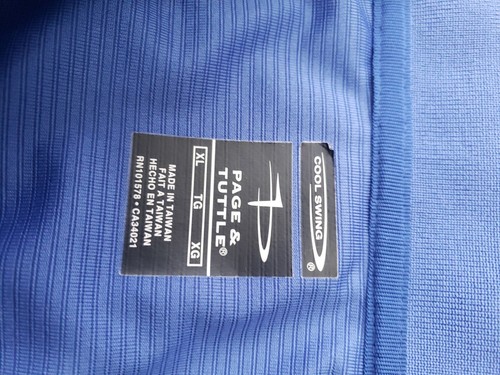 COOL SWING®
PAGE &
TUTTLE®
XL TG XG
MADE IN TAIWAN
FAIT A TAIWAN
HECHO EN TAIWAN
RN101578 • CA34021